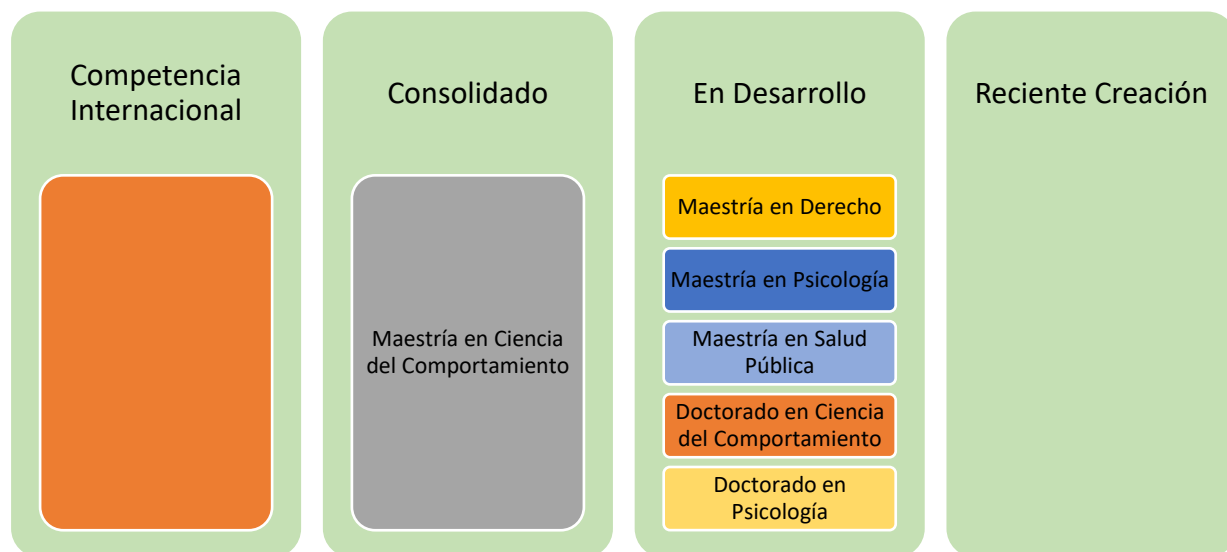 Competencia
Internacional
Consolidado
Maestría en Ciencia
del Comportamiento
En Desarrollo
Maestría en Derecho
Maestría en Psicología
Maestría en Salud
Pública
Doctorado en Ciencia
del Comportamiento
Doctorado en
Psicología
Reciente Creación